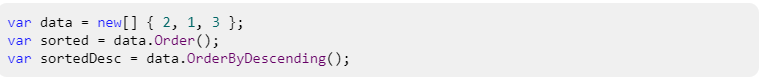 var data = new[] { 2, 1, 3 };
var sorted = data.Order();
var sortedDesc = data.OrderByDescending();